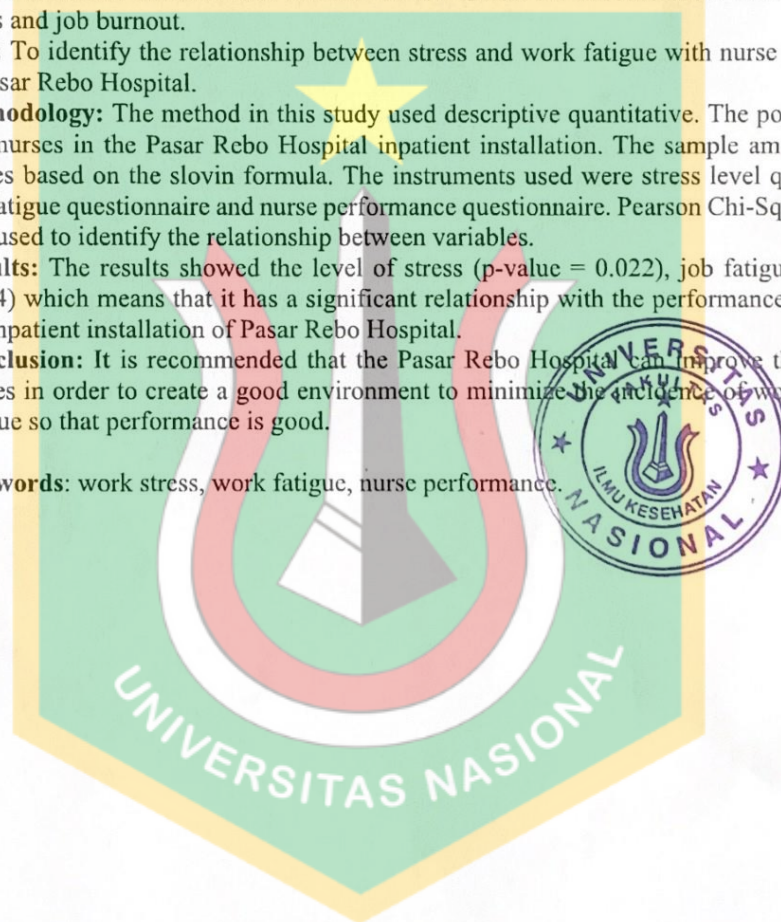 s and job burnout.
: To identify the relationship between stress and work fatigue with nurse
sar Rebo Hospital.
nodology: The method in this study used descriptive quantitative. The po
nurses in the Pasar Rebo Hospital inpatient installation. The sample am
es based on the slovin formula. The instruments used were stress level q
atigue questionnaire and nurse performance questionnaire. Pearson Chi-Sq
used to identify the relationship between variables.
lts: The results showed the level of stress (p-value = 0.022), job fatigu
4) which means that it has a significant relationship with the performance
npatient installation of Pasar Rebo Hospital.
clusion: It is recommended that the Pasar Rebo Hospital can improve th
es in order to create a good environment to minimize the incidence of wo
ue so that performance is good.
words: work stress, work fatigue, nurse performance.
UNIVERSITAS
FAKULTAS
ILMU KESEHATAN
NASIONAL
UNIVERSITAS NASIONAL